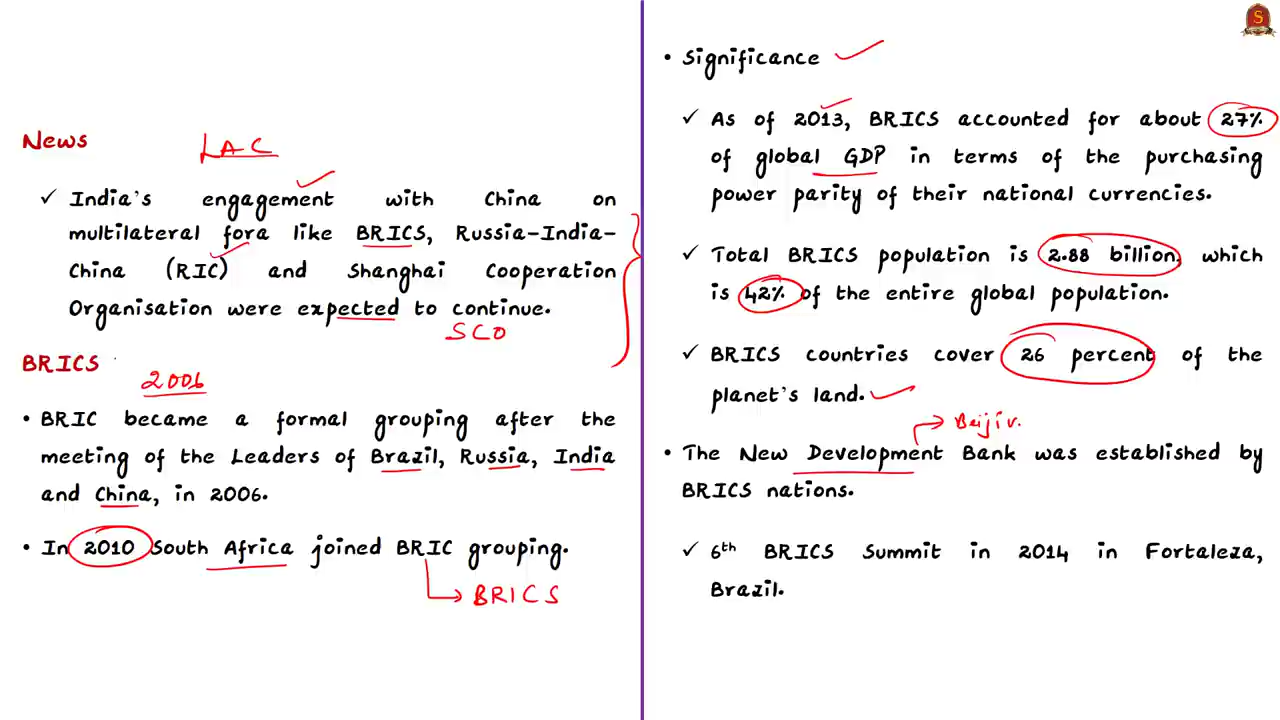 News
LAC
✓ India's engagement with China on
multilateral fora like BRICS, Russia-India-
China (RIC) and Shanghai Cooperation
Organisation were expected to continue.
SCO
BRICS
2006
• BRIC became a formal grouping after the
meeting of the Leaders of Brazil, Russia, India
and China, in 2006.
• In 2010 South Africa joined BRIC grouping.
BRICS
• Significance
✓ As of 2013, BRICS accounted for about 27%
of global GDP in terms of the purchasing
power parity of their national currencies.
✓ Total BRICS population is 2.88 billion, which
is 42% of the entire global population.
✓ BRICS countries cover 26 percent of the
planet's land.
• The New Development Bank was established by
BRICS nations.
✓ 6th BRICS Summit in 2014 in Fortaleza,
Brazil.
S